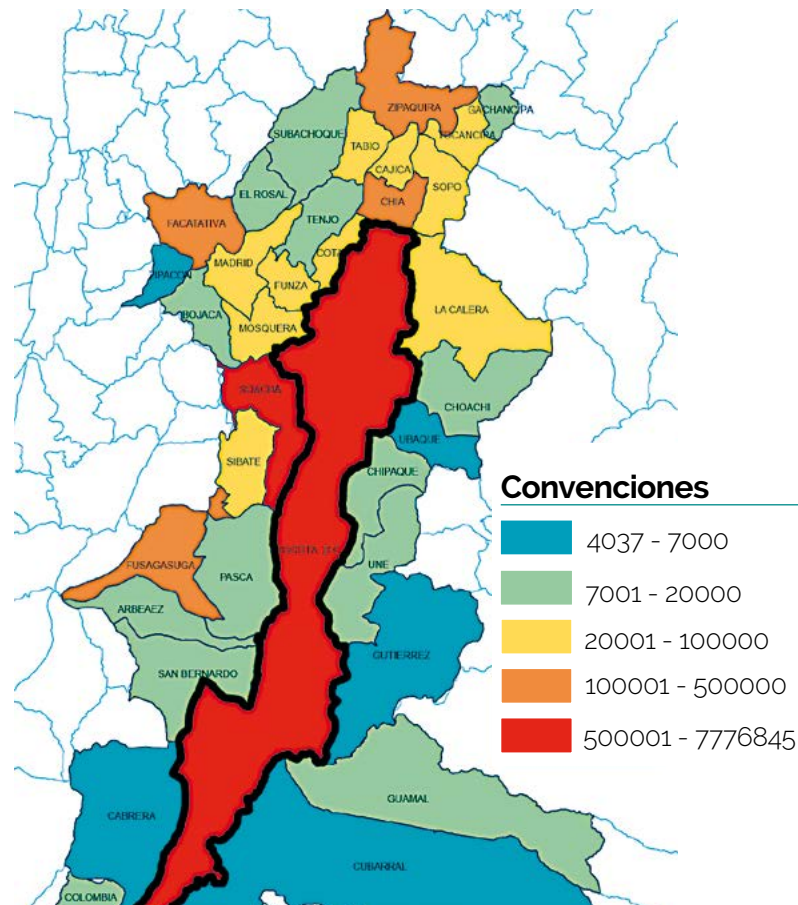 ZIPAQUIRA
GACHANCIPA
TOCANCIPA
SUBACHOQUE
TABIO
CAJICA
SOPO
EL ROSAL
CHIA
TENJO
FACATATIVA
COTA
MADRID
ZIPACON
FUNZA
BOJACA
LA CALERA
MOSQUERA
SOACHA
CHOACHI
UBAQUE
SIBATE
CHIPAQUE
BOGOTA
FUSAGASUGA
PASCA
UNE
ARBEAEZ
GUTIERREZ
SAN BERNARDO
CABRERA
GUAMAL
CUBARRAL
COLOMBIA
Convenciones
4037 - 7000
7001 - 20000
20001 - 100000
100001 - 500000
500001 - 7776845